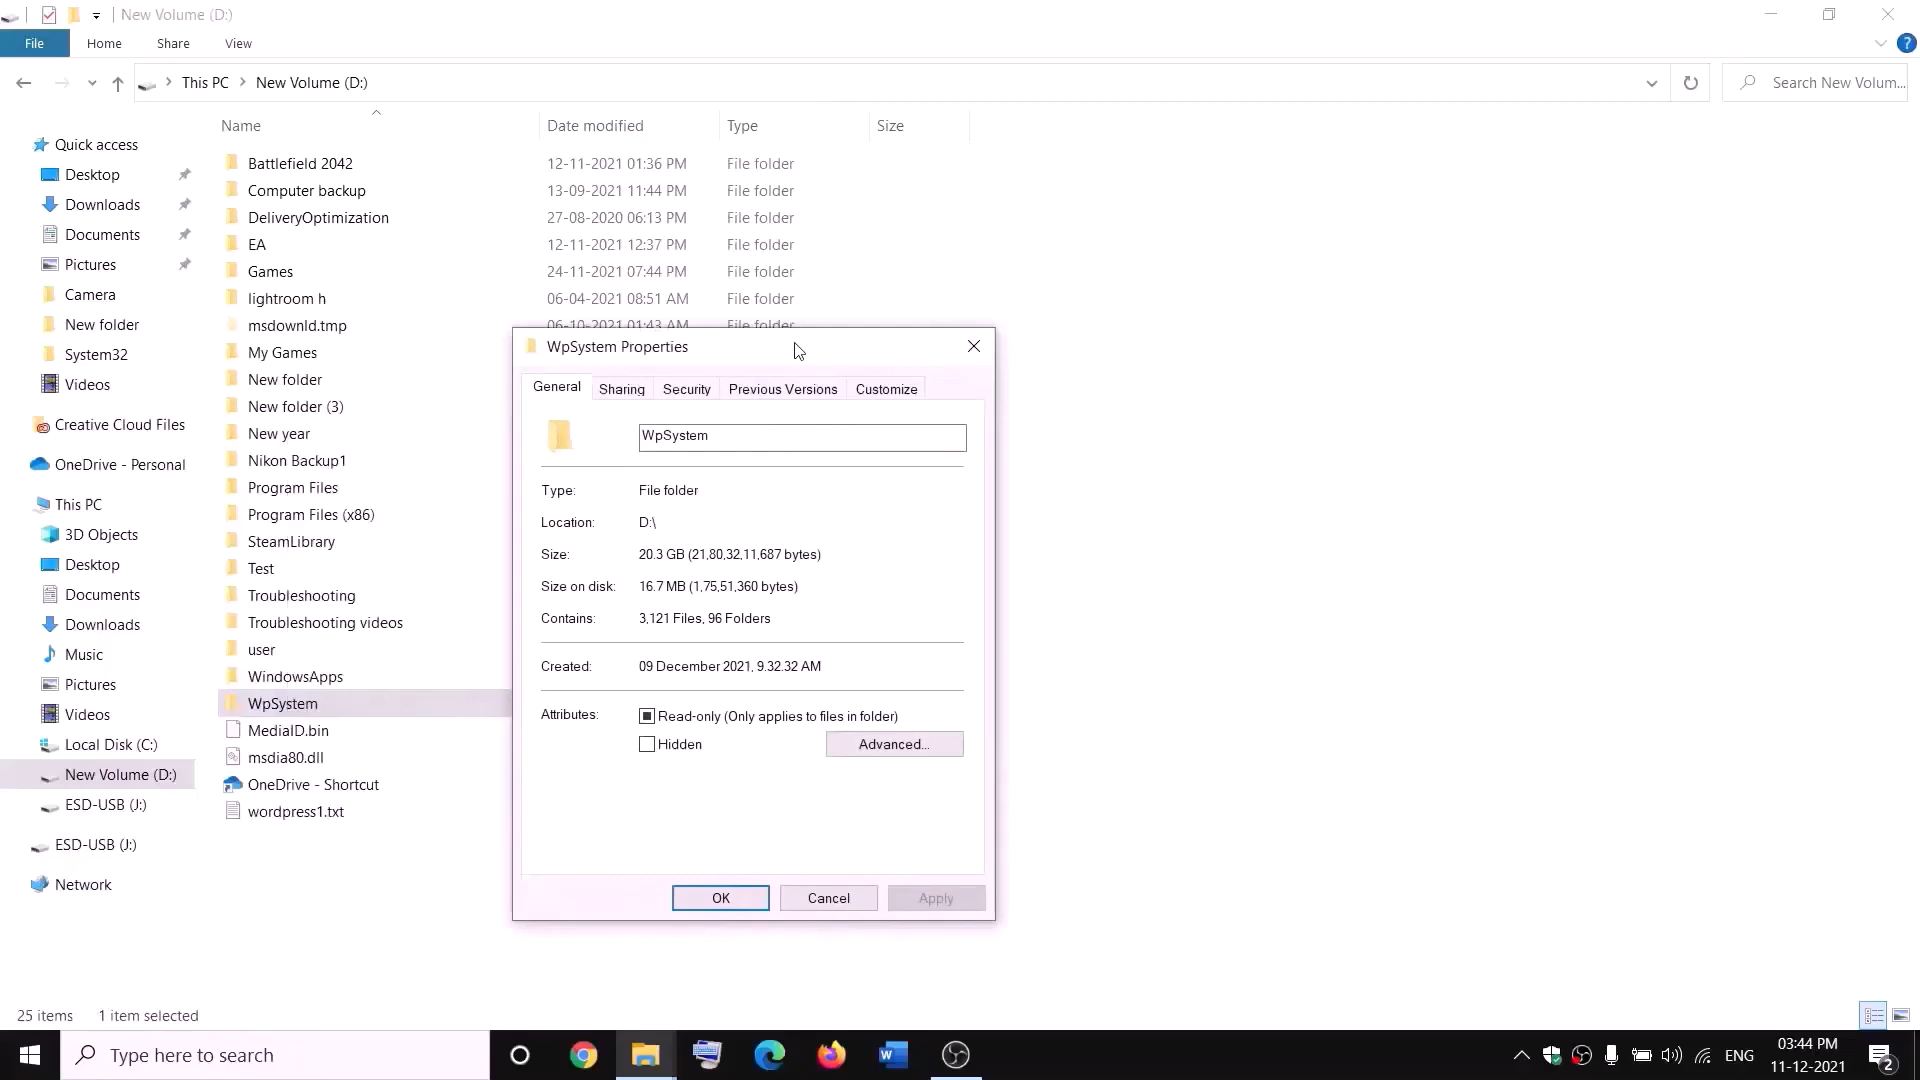 New Volume (D:)
File Home Share View
This PC New Volume (D:) Search New Volum...
Name Date modified Type Size
Quick access
Desktop
Downloads
Documents
Pictures
Camera
New folder
System32
Videos
Creative Cloud Files
OneDrive - Personal
This PC
3D Objects
Desktop
Documents
Downloads
Music
Pictures
Videos
Local Disk (C:)
New Volume (D:)
ESD-USB (J:)
ESD-USB (J:)
Network
Battlefield 2042 12-11-2021 01:36 PM File folder
Computer backup 13-09-2021 11:44 PM File folder
DeliveryOptimization 27-08-2020 06:13 PM File folder
EA 12-11-2021 12:37 PM File folder
Games 24-11-2021 07:44 PM File folder
lightroom h 06-04-2021 08:51 AM File folder
msdownld.tmp 06-10-2021 01:43 AM File folder
My Games
New folder
New folder (3)
New year
Nikon Backup1
Program Files
Program Files (x86)
SteamLibrary
Test
Troubleshooting
Troubleshooting videos
user
WindowsApps
WpSystem
MediaID.bin
msdia80.dll
OneDrive - Shortcut
wordpress1.txt
WpSystem Properties
General Sharing Security Previous Versions Customize
WpSystem
Type: File folder
Location: D:\
Size: 20.3 GB (21,80,32,11,687 bytes)
Size on disk: 16.7 MB (1,75,51,360 bytes)
Contains: 3,121 Files, 96 Folders
Created: 09 December 2021, 9.32.32 AM
Attributes: Read-only (Only applies to files in folder)
Hidden Advanced...
OK Cancel Apply
25 items 1 item selected
Type here to search
ENG
03:44 PM
11-12-2021
2